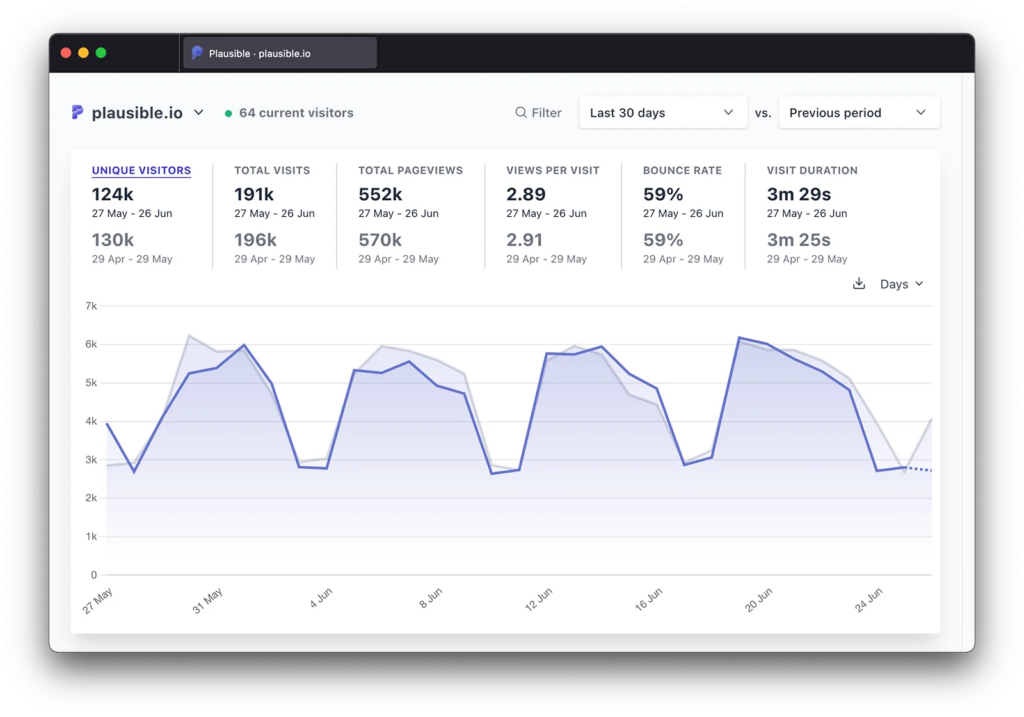 Plausible · plausible.io
plausible.io
64 current visitors
Filter
Last 30 days
vs.
Previous period
UNIQUE VISITORS
124k
27 May - 26 Jun
130k
29 Apr - 29 May
TOTAL VISITS
191k
27 May - 26 Jun
196k
29 Apr - 29 May
TOTAL PAGEVIEWS
552k
27 May - 26 Jun
570k
29 Apr - 29 May
VIEWS PER VISIT
2.89
27 May - 26 Jun
2.91
29 Apr - 29 May
BOUNCE RATE
59%
27 May - 26 Jun
59%
29 Apr - 29 May
VISIT DURATION
3m 29s
27 May - 26 Jun
3m 25s
29 Apr - 29 May
Days
7k
6k
5k
4k
3k
2k
1k
0
27 May
31 May
4 Jun
8 Jun
12 Jun
16 Jun
20 Jun
24 Jun